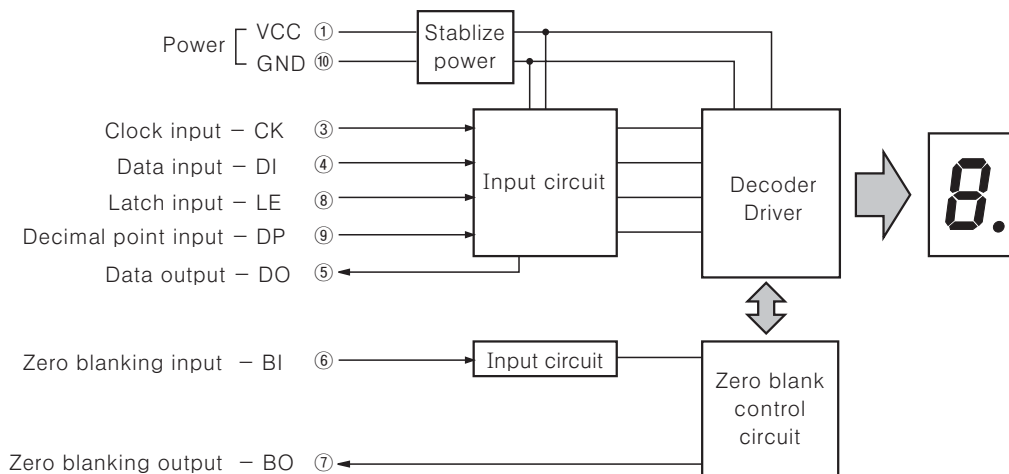 Power
VCC ①
GND ⑩
Stablize
power
Clock input － CK ③
Data input － DI ④
Latch input － LE ⑧
Decimal point input － DP ⑨
Data output － DO ⑤
Input circuit
Decoder
Driver
8.
Zero blanking input － BI ⑥
Input circuit
Zero blank
control
circuit
Zero blanking output － BO ⑦